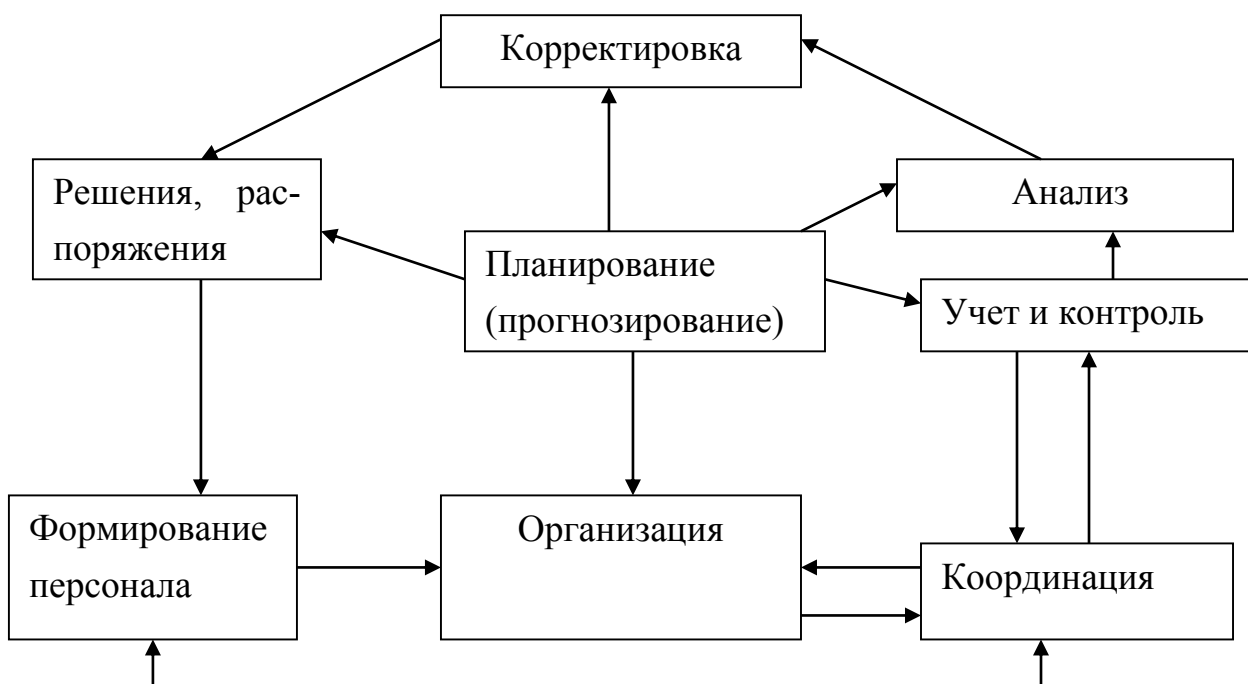 Корректировка
Решения, рас-
поряжения
Анализ
Планирование
(прогнозирование)
Учет и контроль
Формирование
персонала
Организация
Координация